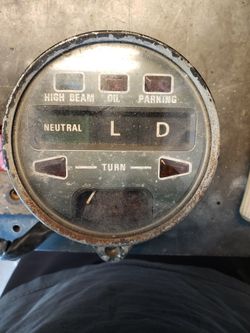 HIGH BEAM OIL PARKING
NEUTRAL L D
TURN